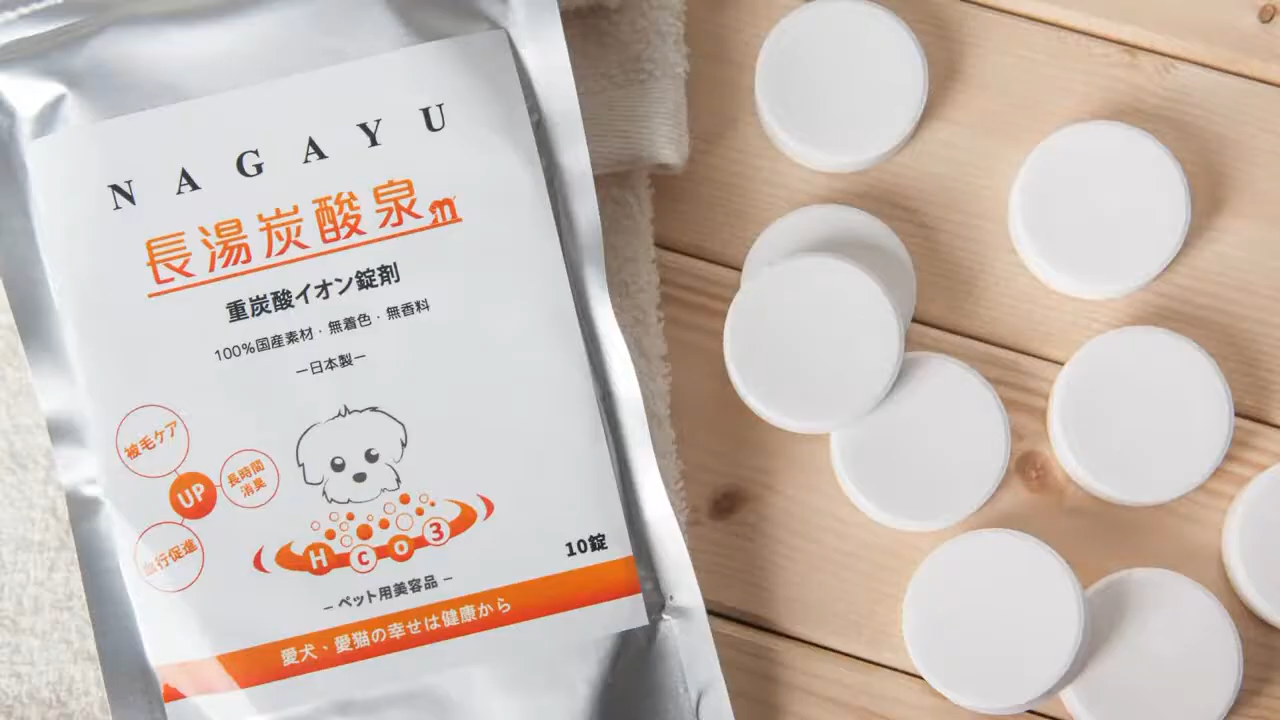 NAGAYU
長湯炭酸泉m
重炭酸イオン錠剤
100%国産素材・無着色・無香料
ー日本製ー
被毛ケア
UP
長時間
消臭
血行促進
HCO3
10錠
ーペット用美容品ー
愛犬、愛猫の幸せは健康から